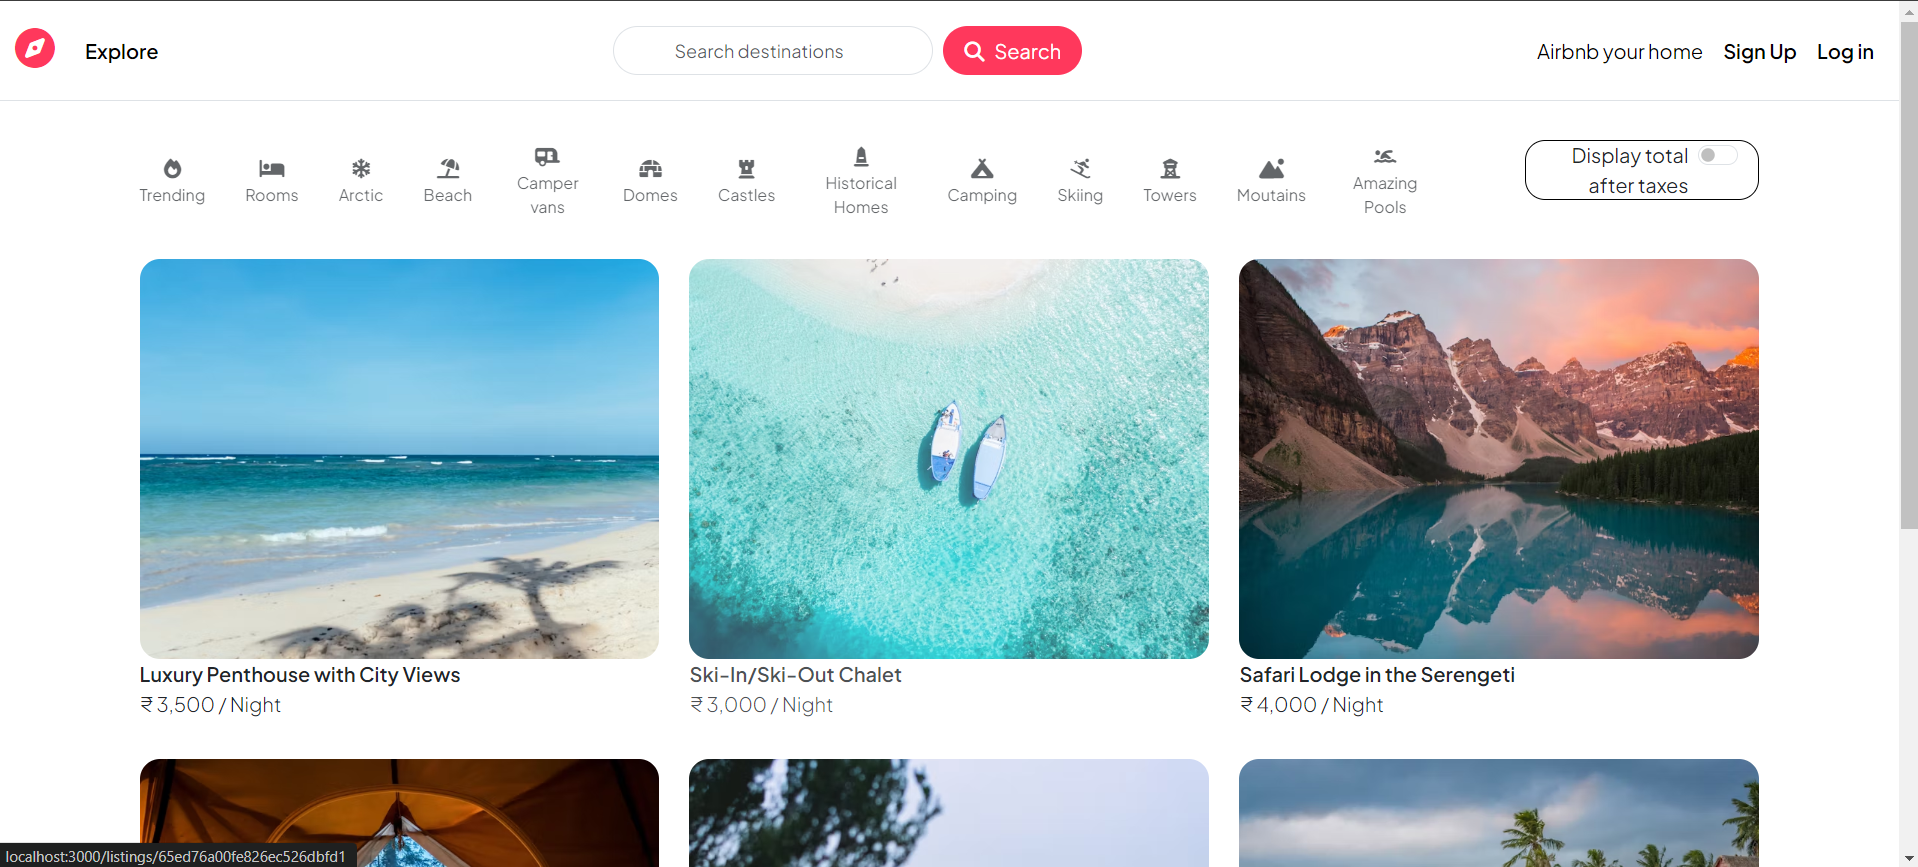 Explore
Search destinations
Search
Airbnb your home
Sign Up
Log in
Trending
Rooms
Arctic
Beach
Camper
vans
Domes
Castles
Historical
Homes
Camping
Skiing
Towers
Moutains
Amazing
Pools
Display total
after taxes
Luxury Penthouse with City Views
₹ 3,500 / Night
Ski-In/Ski-Out Chalet
₹ 3,000 / Night
Safari Lodge in the Serengeti
₹ 4,000 / Night
localhost:3000/listings/65ed76a00fe826ec526dbfd1